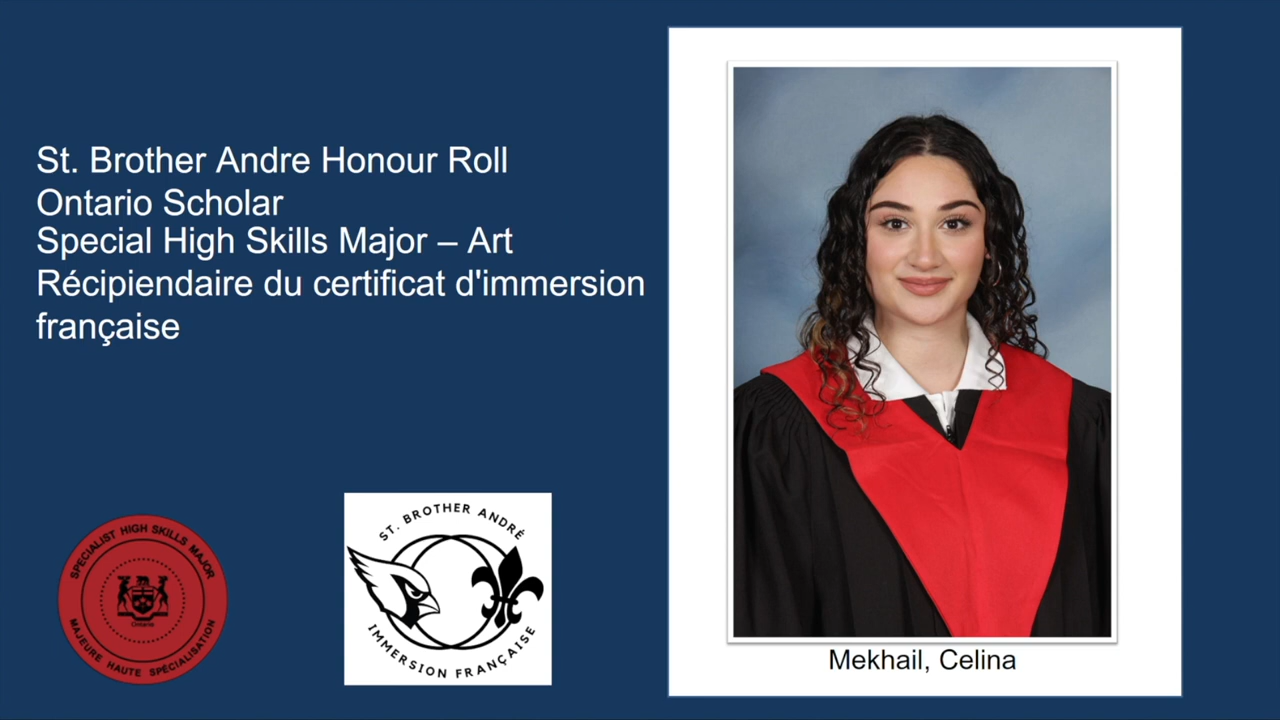 St. Brother Andre Honour Roll
Ontario Scholar
Special High Skills Major – Art
Récipiendaire du certificat d'immersion
française
SPECIALIST HIGH SKILLS MAJOR
Ontario
MAJEURE HAUTE SPÉCIALISATION
ST. BROTHER ANDRÉ
IMMERSION FRANÇAISE
Mekhail, Celina